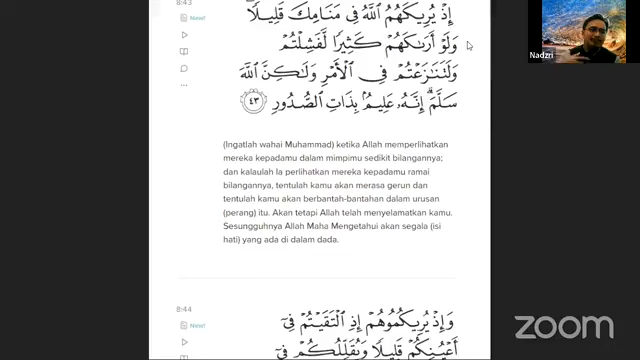 8:43
New!
إِذْ يُرِيكَهُمُ ٱللَّهُ فِى مَنَامِكَ قَلِيلًا
وَلَوْ أَرَىٰكَهُمْ كَثِيرًا لَّفَشِلْتُمْ
وَلَتَنَـٰزَعْتُمْ فِى ٱلْأَمْرِ وَلَـٰكِنَّ ٱللَّهَ
سَلَّمَ ۗ إِنَّهُۥ عَلِيمٌۢ بِذَاتِ ٱلصُّدُورِ ٤٣
(Ingatlah wahai Muhammad) ketika Allah memperlihatkan
mereka kepadamu dalam mimpimu sedikit bilangannya;
dan kalaulah Ia perlihatkan mereka kepadamu ramai
bilangannya, tentulah kamu akan merasa gerun dan
tentulah kamu akan berbantah-bantahan dalam urusan
(perang) itu. Akan tetapi Allah telah menyelamatkan kamu.
Sesungguhnya Allah Maha Mengetahui akan segala (isi
hati) yang ada di dalam dada.
8:44
New!
وَإِذْ يُرِيكُمُوهُمْ إِذِ ٱلْتَقَيْتُمْ فِىٓ
أَعْيُنِكُمْ قَلِيلًا وَيُقَلِّلُكُمْ فِىٓ
Nadzri
zoom